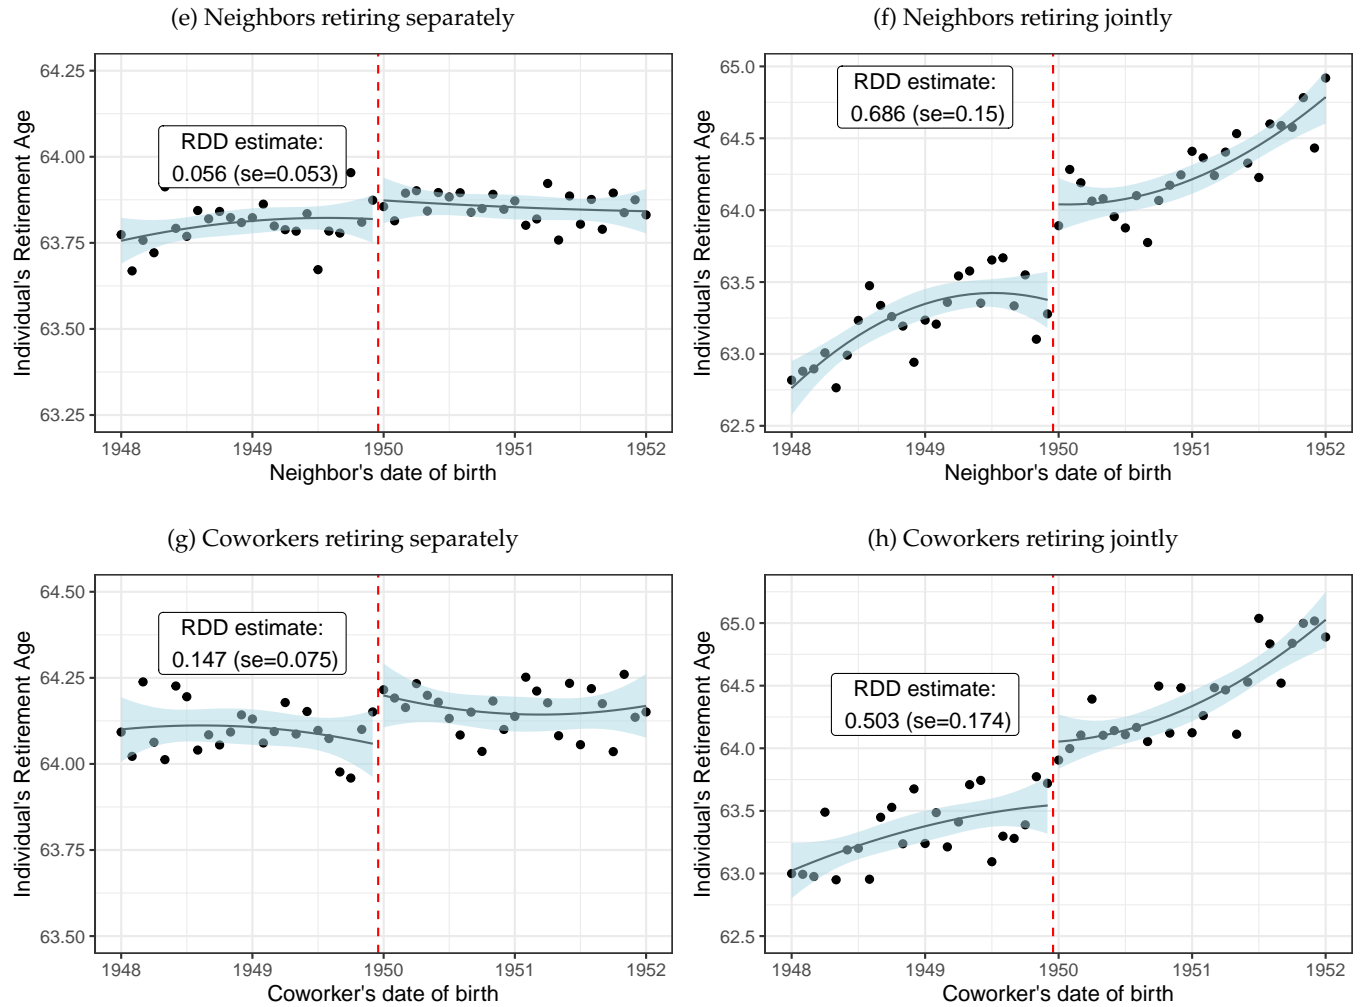 (e) Neighbors retiring separately
RDD estimate:
0.056 (se=0.053)
Individual's Retirement Age
64.25
64.00
63.75
63.50
63.25
1948
1949
1950
1951
1952
Neighbor's date of birth
(f) Neighbors retiring jointly
RDD estimate:
0.686 (se=0.15)
Individual's Retirement Age
65.0
64.5
64.0
63.5
63.0
62.5
1948
1949
1950
1951
1952
Neighbor's date of birth
(g) Coworkers retiring separately
RDD estimate:
0.147 (se=0.075)
Individual's Retirement Age
64.50
64.25
64.00
63.75
63.50
1948
1949
1950
1951
1952
Coworker's date of birth
(h) Coworkers retiring jointly
RDD estimate:
0.503 (se=0.174)
Individual's Retirement Age
65.0
64.5
64.0
63.5
63.0
62.5
1948
1949
1950
1951
1952
Coworker's date of birth